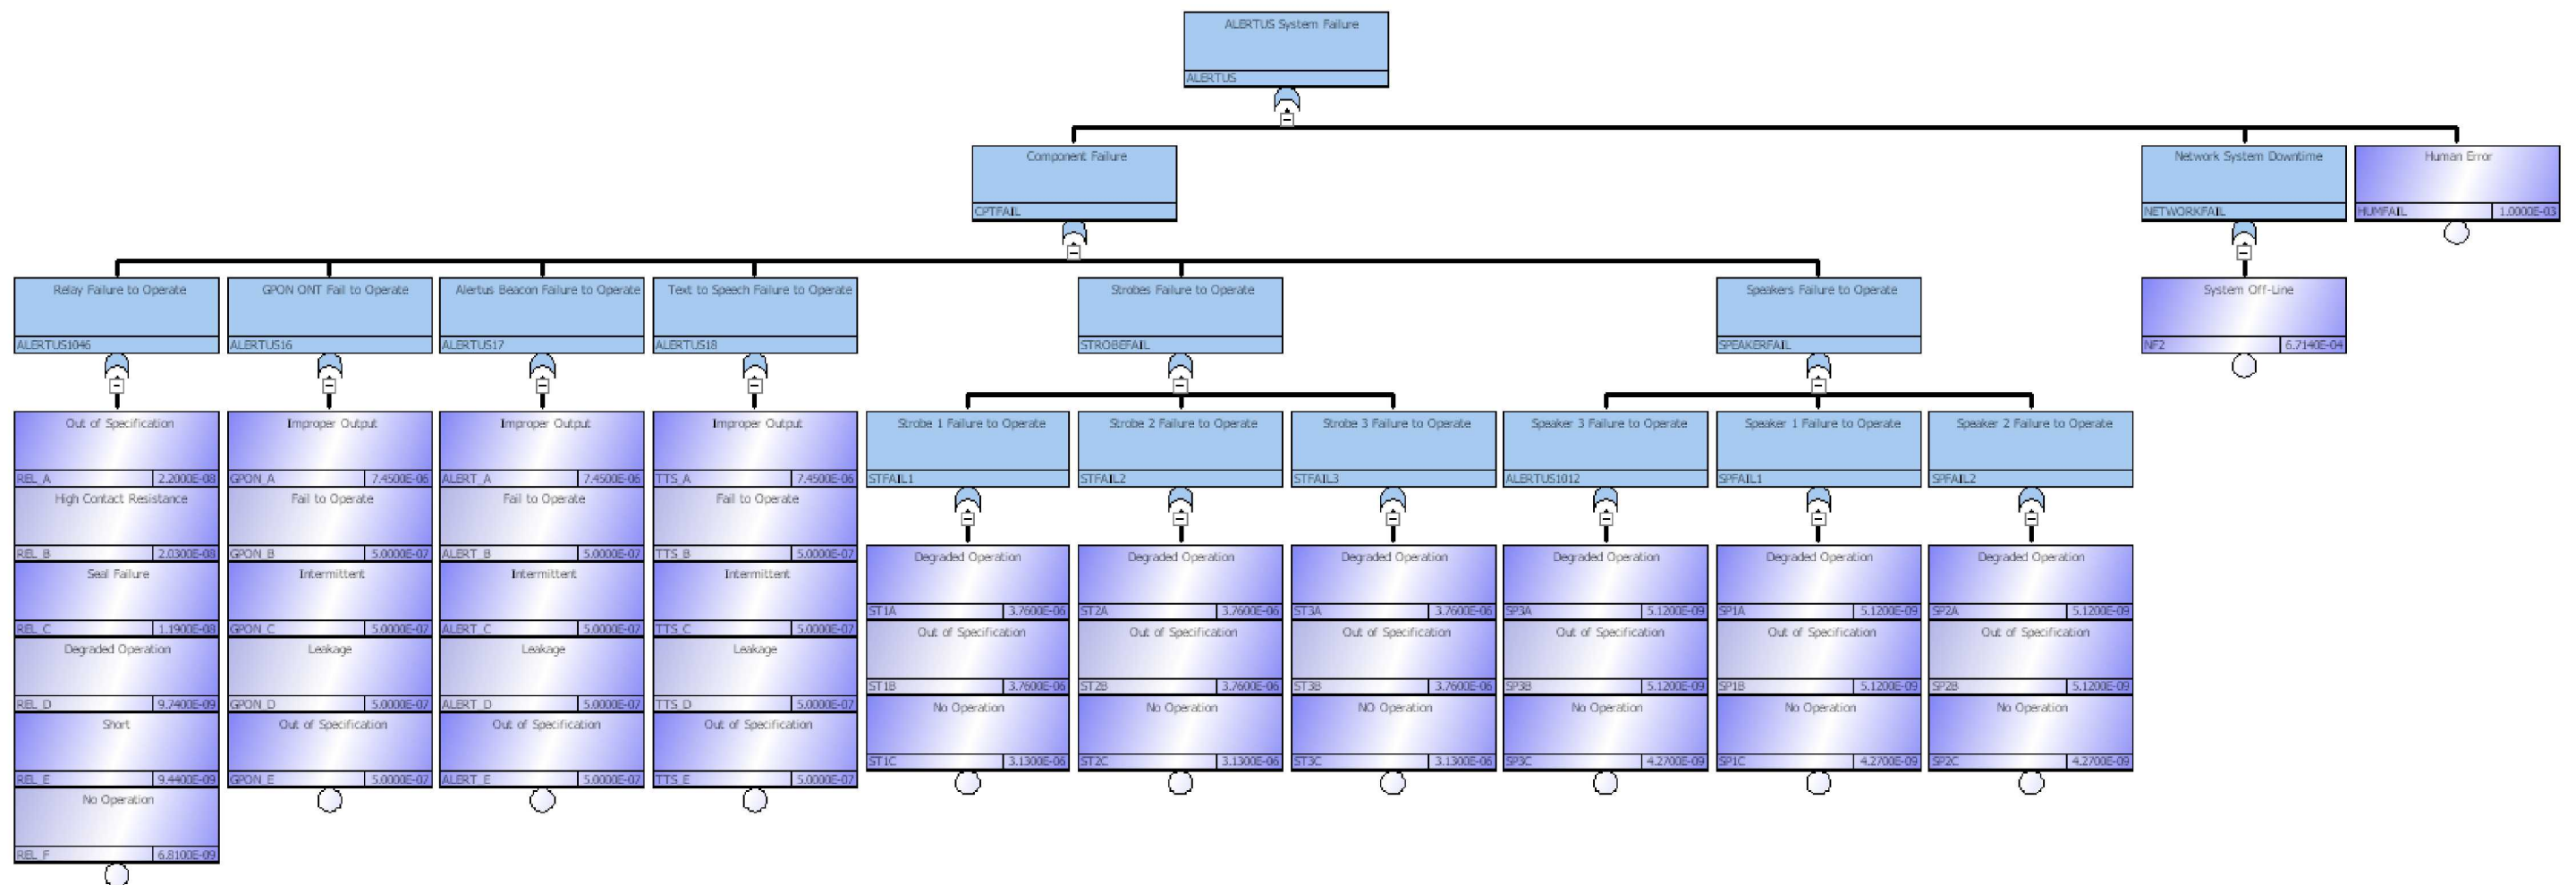 ALERTUS System Failure
ALERTUS
Component Failure
CPTFAIL
Network System Downtime
NETWORKFAIL
Human Error
HUMFAIL 1.0000E-03
Relay Failure to Operate
ALERTUS1046
GPON ONT Fail to Operate
ALERTUS16
Alertus Beacon Failure to Operate
ALERTUS17
Text to Speech Failure to Operate
ALERTUS18
Strobes Failure to Operate
STROBEFAIL
Speakers Failure to Operate
SPEAKERFAIL
System Off-Line
NF2 6.7140E-04
Out of Specification
REL_A 2.2000E-08
High Contact Resistance
REL_B 2.0300E-08
Seal Failure
REL_C 1.1900E-08
Degraded Operation
REL_D 9.7400E-09
Short
REL_E 9.4400E-09
No Operation
REL_F 6.8100E-09
Improper Output
GPON_A 7.4500E-06
Fail to Operate
GPON_B 5.0000E-07
Intermittent
GPON_C 5.0000E-07
Leakage
GPON_D 5.0000E-07
Out of Specification
GPON_E 5.0000E-07
Improper Output
ALERT_A 7.4500E-06
Fail to Operate
ALERT_B 5.0000E-07
Intermittent
ALERT_C 5.0000E-07
Leakage
ALERT_D 5.0000E-07
Out of Specification
ALERT_E 5.0000E-07
Improper Output
TTS_A 7.4500E-06
Fail to Operate
TTS_B 5.0000E-07
Intermittent
TTS_C 5.0000E-07
Leakage
TTS_D 5.0000E-07
Out of Specification
TTS_E 5.0000E-07
Strobe 1 Failure to Operate
STFAIL1
Degraded Operation
ST1A 3.7600E-06
Out of Specification
ST1B 3.7600E-06
No Operation
ST1C 3.1300E-06
Strobe 2 Failure to Operate
STFAIL2
Degraded Operation
ST2A 3.7600E-06
Out of Specification
ST2B 3.7600E-06
No Operation
ST2C 3.1300E-06
Strobe 3 Failure to Operate
STFAIL3
Degraded Operation
ST3A 3.7600E-06
Out of Specification
ST3B 3.7600E-06
NO Operation
ST3C 3.1300E-06
Speaker 3 Failure to Operate
ALERTUS1012
Degraded Operation
SP3A 5.1200E-09
Out of Specification
SP3B 5.1200E-09
No Operation
SP3C 4.2700E-09
Speaker 1 Failure to Operate
SPFAIL1
Degraded Operation
SP1A 5.1200E-09
Out of Specification
SP1B 5.1200E-09
No Operation
SP1C 4.2700E-09
Speaker 2 Failure to Operate
SPFAIL2
Degraded Operation
SP2A 5.1200E-09
Out of Specification
SP2B 5.1200E-09
No Operation
SP2C 4.2700E-09